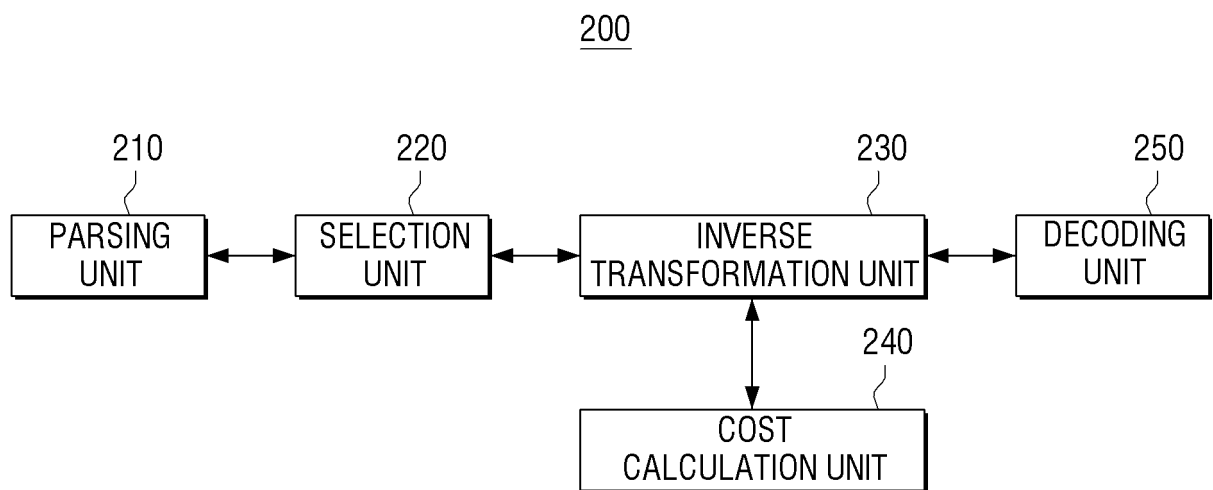 200
210
220
230
250
PARSING
UNIT
SELECTION
UNIT
INVERSE
TRANSFORMATION UNIT
DECODING
UNIT
240
COST
CALCULATION UNIT